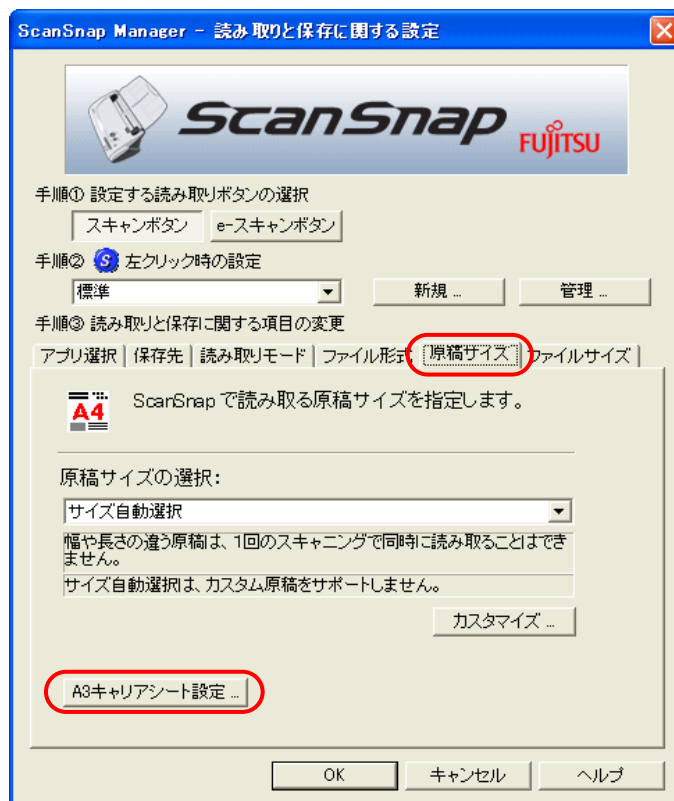 ScanSnap Manager - 読み取りと保存に関する設定
ScanSnap
FUJITSU
手順① 設定する読み取りボタンの選択
スキャンボタン e-スキャンボタン
手順② S 左クリック時の設定
標準 新規 ... 管理 ...
手順③ 読み取りと保存に関する項目の変更
アプリ選択 保存先 読み取りモード ファイル形式 原稿サイズ ファイルサイズ
A4 ScanSnap で読み取る原稿サイズを指定します。
原稿サイズの選択:
サイズ自動選択
幅や長さの違う原稿は、1回のスキャニングで同時に読み取ることはでき
ません。
サイズ自動選択は、カスタム原稿をサポートしません。
カスタマイズ ...
A3キャリアシート設定 ...
OK キャンセル ヘルプ